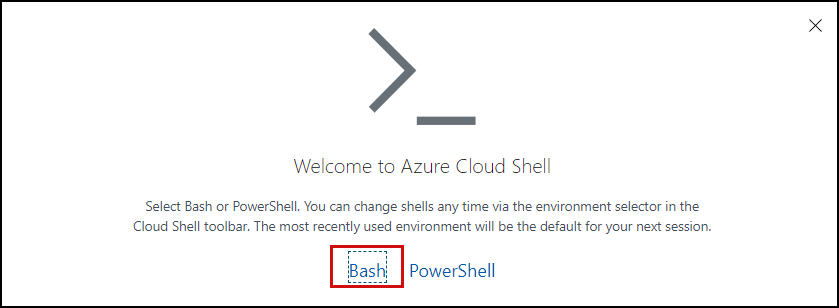 Welcome to Azure Cloud Shell
Select Bash or PowerShell. You can change shells any time via the environment selector in the
Cloud Shell toolbar. The most recently used environment will be the default for your next session.
Bash PowerShell